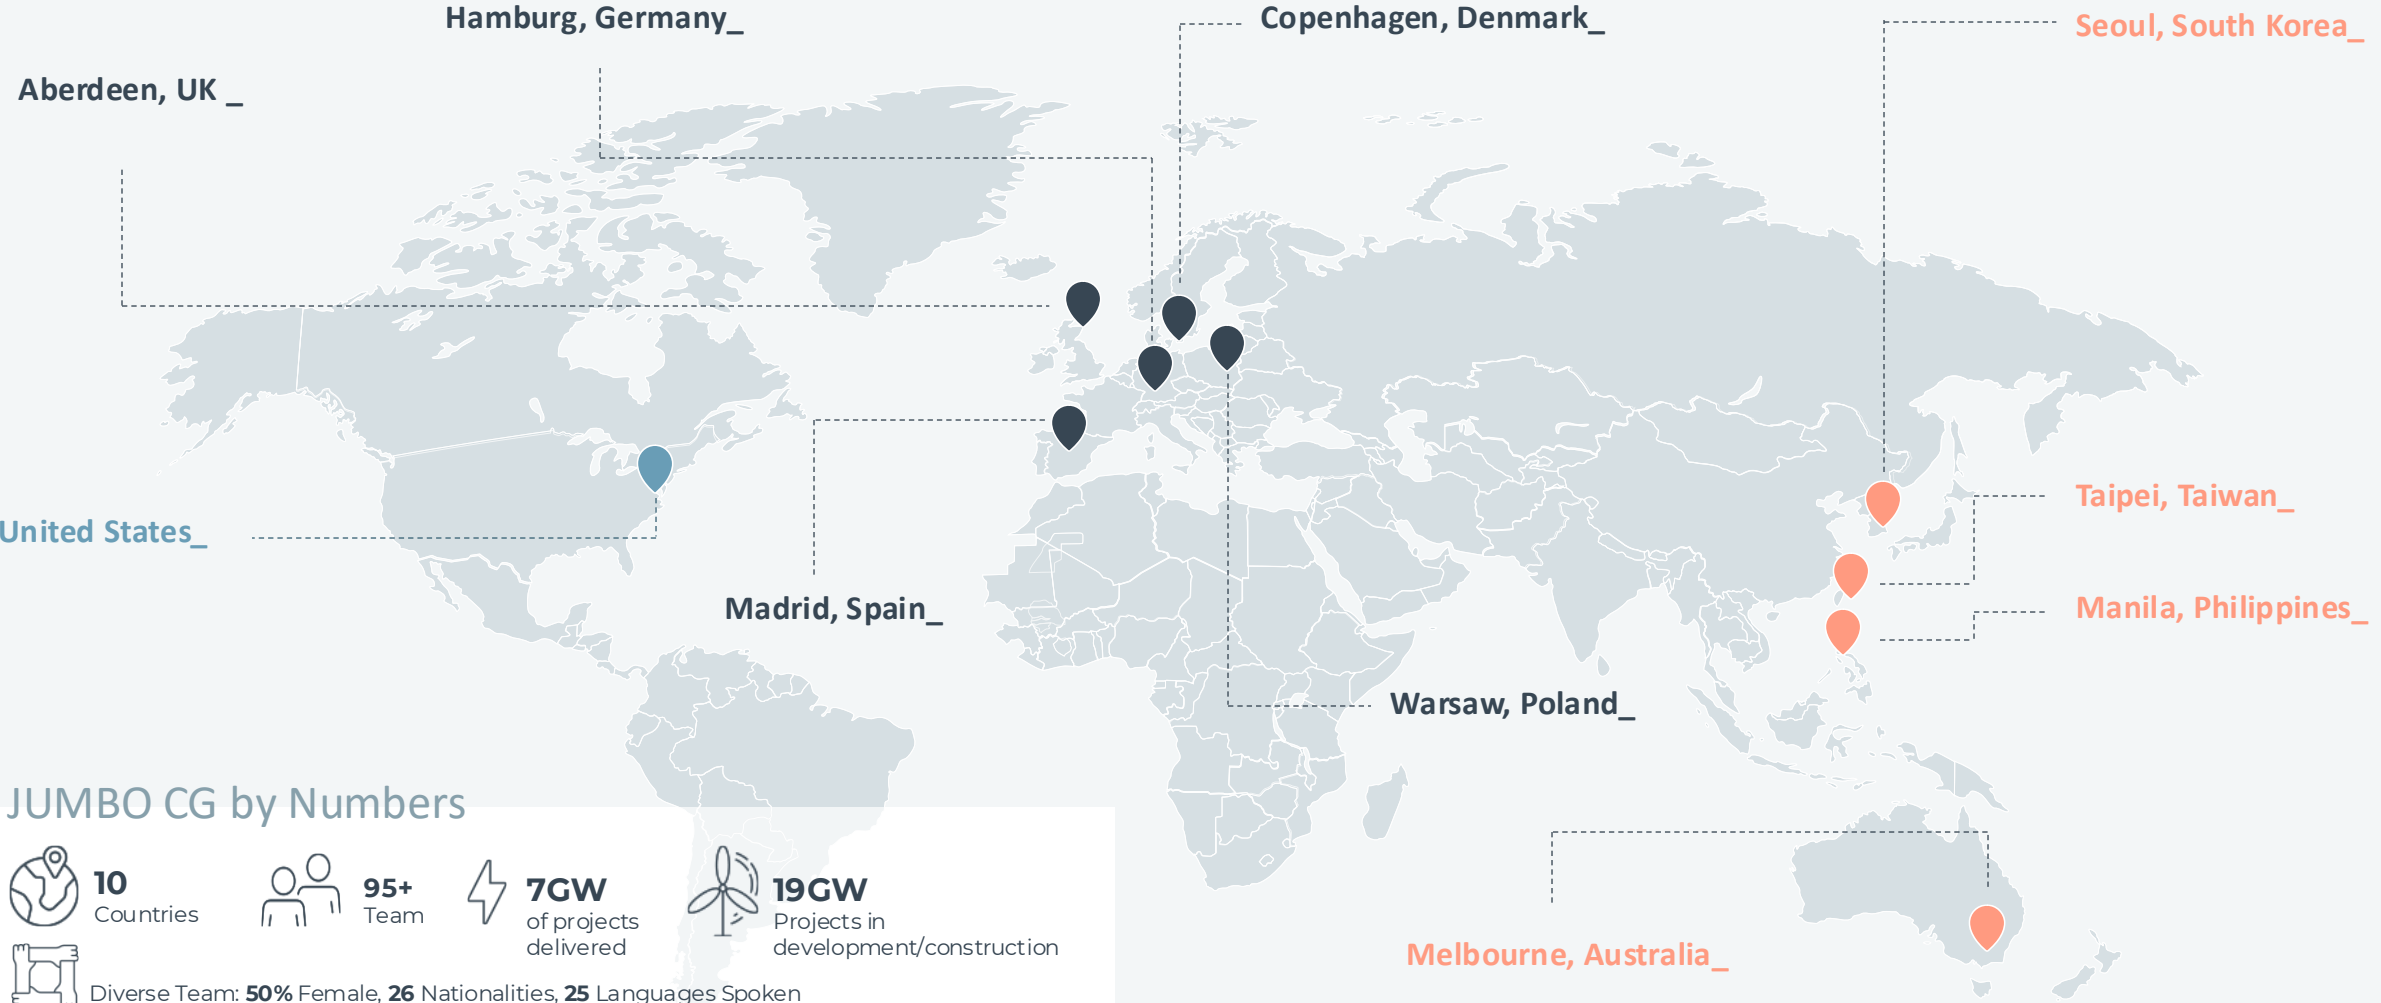 Hamburg, Germany_
Copenhagen, Denmark_
Seoul, South Korea_
Aberdeen, UK _
United States_
Taipei, Taiwan_
Madrid, Spain_
Manila, Philippines_
Warsaw, Poland_
Melbourne, Australia_
JUMBO CG by Numbers
10
Countries
95+
Team
7GW
of projects
delivered
19GW
Projects in
development/construction
Diverse Team: 50% Female, 26 Nationalities, 25 Languages Spoken